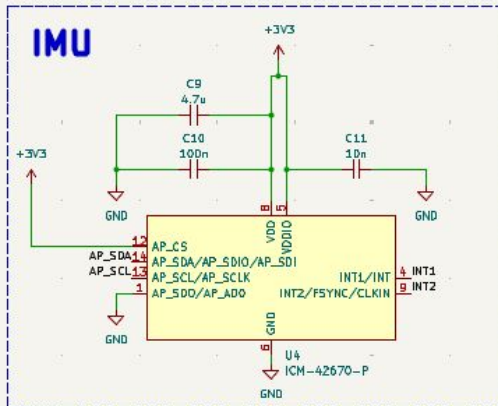 IMU
+3V3
C9
4.7u
C10
100n
C11
10n
+3V3
GND
GND
8
5
VDD
VDDIO
12
AP_CS
AP_SDA
14
AP_SDA/AP_SDIO/AP_SDI
AP_SCL
13
AP_SCL/AP_SCLK
1
AP_SDO/AP_AD0
INT1/INT
4
INT1
INT2/FSYNC/CLKIN
9
INT2
GND
GND
6
U4
ICM-42670-P
GND